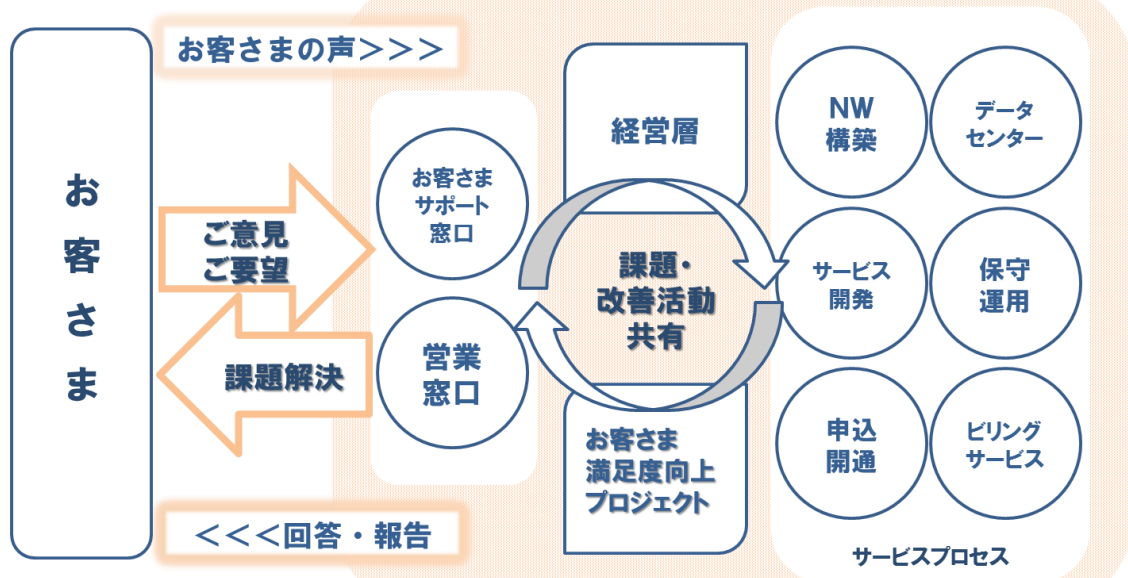 お客さま
お客さまの声>>>
ご意見
ご要望
課題解決
<<<回答・報告
お客さま
サポート
窓口
営業
窓口
経営層
課題・
改善活動
共有
お客さま
満足度向上
プロジェクト
NW
構築
データ
センター
サービス
開発
保守
運用
申込
開通
ビリング
サービス
サービスプロセス